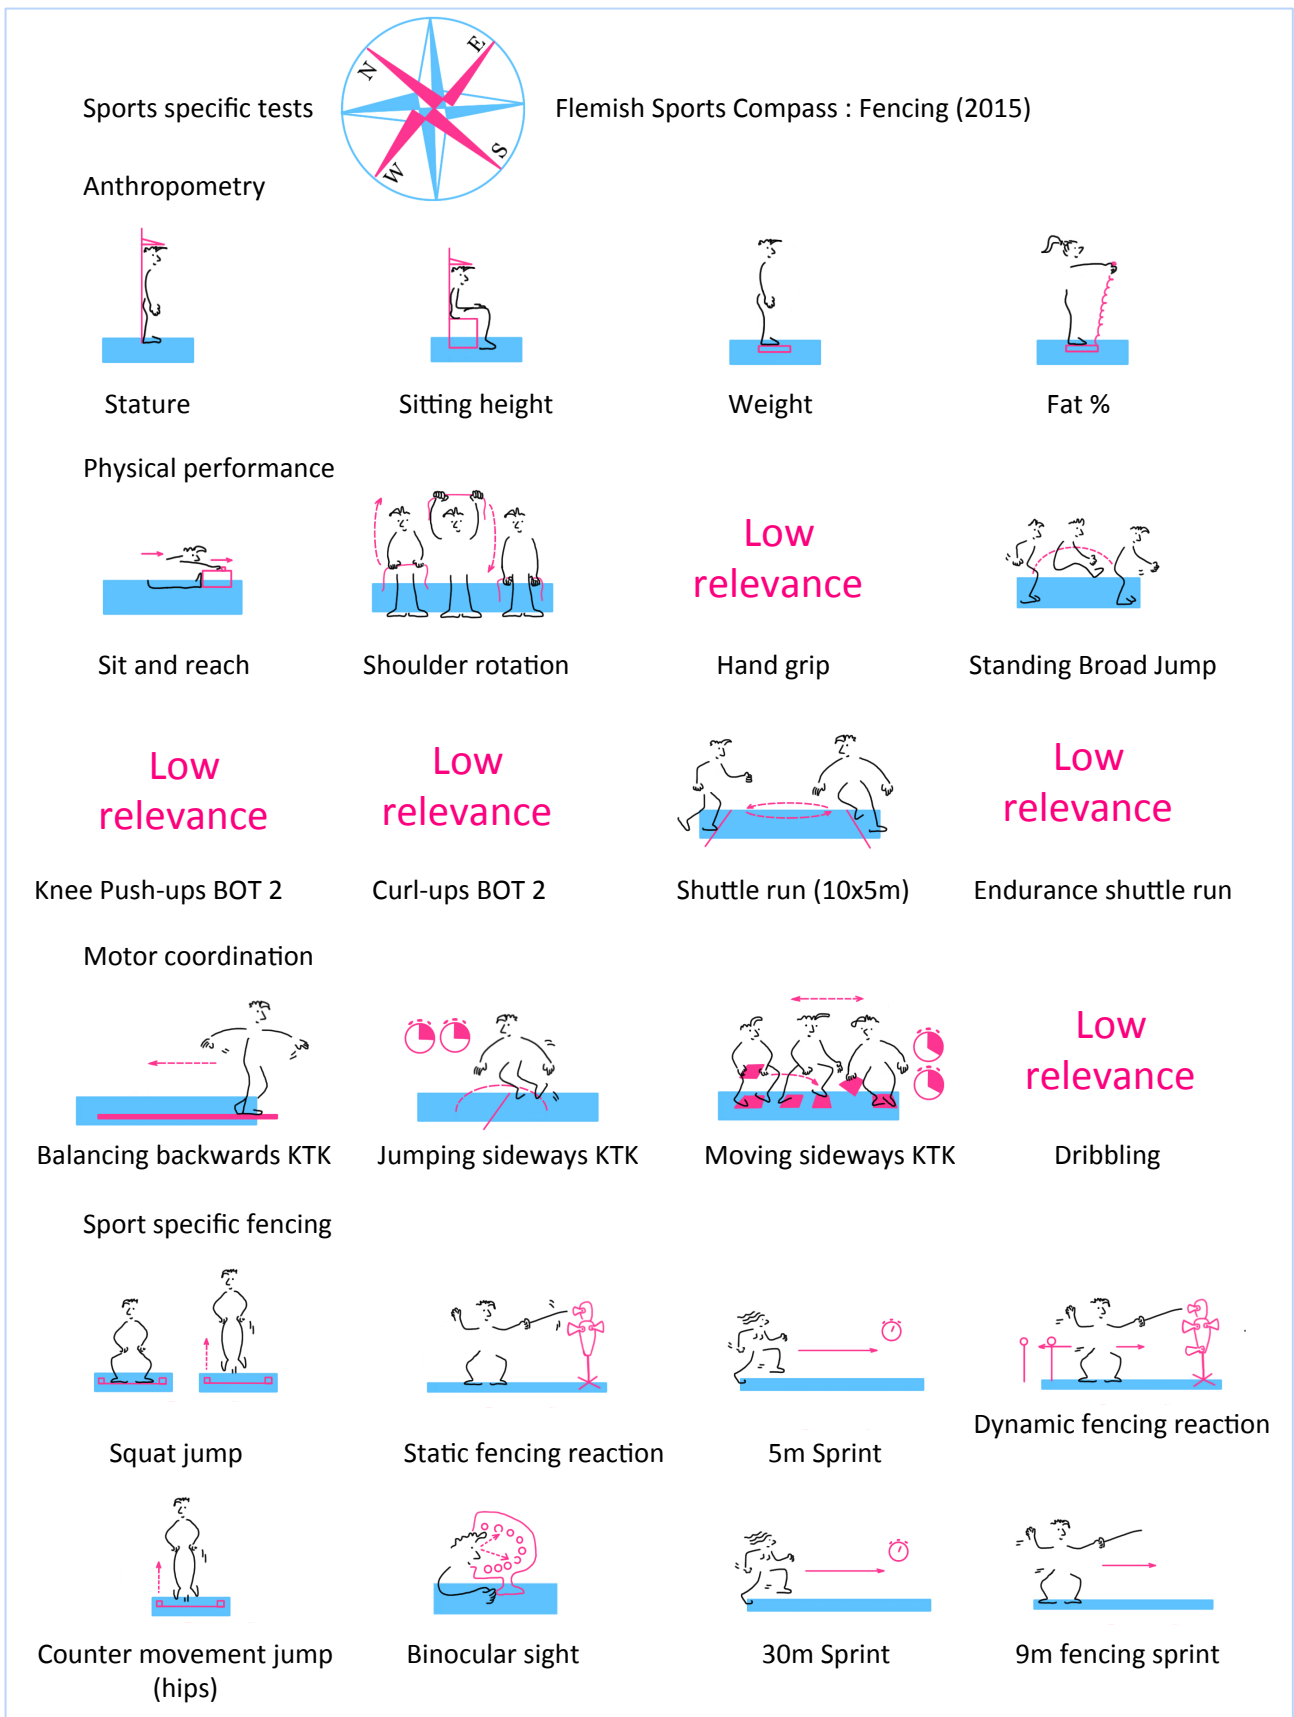 N
E
Sports specific tests
Flemish Sports Compass : Fencing (2015)
W
S
Anthropometry
Stature
Sitting height
Weight
Fat %
Physical performance
Low
relevance
Sit and reach
Shoulder rotation
Hand grip
Standing Broad Jump
Low
relevance
Low
relevance
Low
relevance
Knee Push-ups BOT 2
Curl-ups BOT 2
Shuttle run (10x5m)
Endurance shuttle run
Motor coordination
Low
relevance
Balancing backwards KTK
Jumping sideways KTK
Moving sideways KTK
Dribbling
Sport specific fencing
Squat jump
Static fencing reaction
5m Sprint
Dynamic fencing reaction
Counter movement jump
(hips)
Binocular sight
30m Sprint
9m fencing sprint